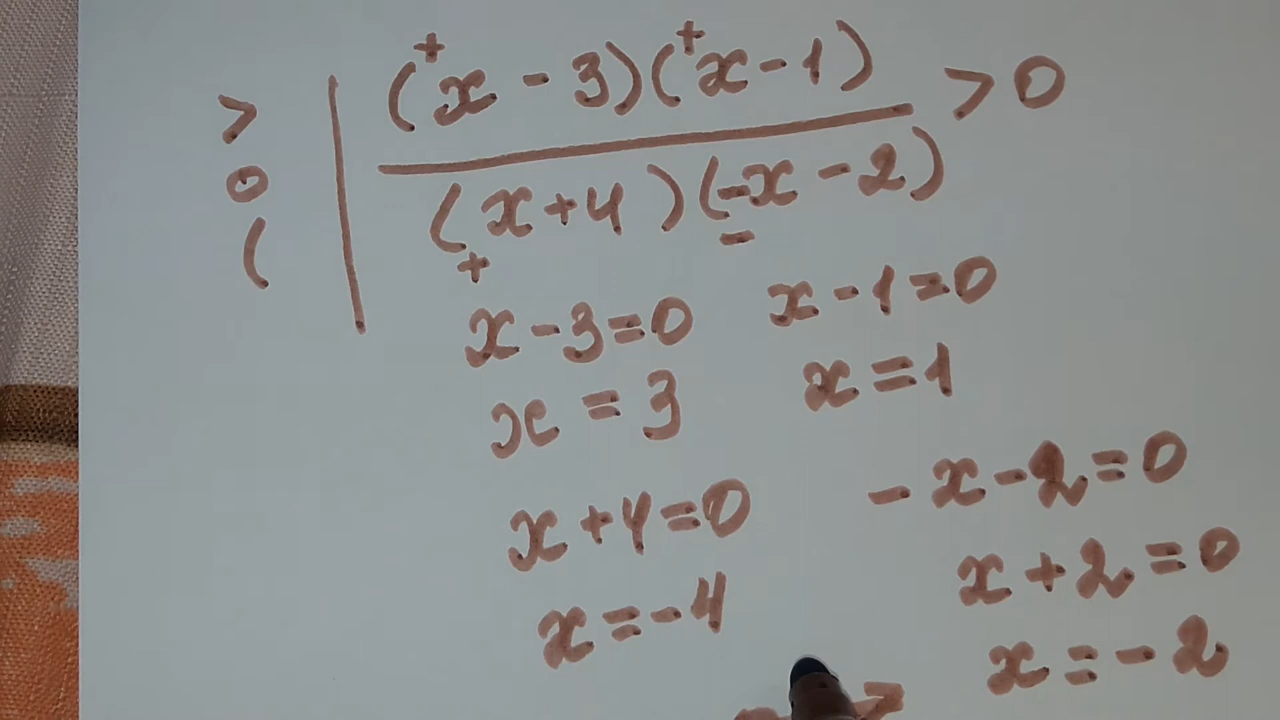 + +
> (x - 3)(x - 1) > 0
0 (x + 4)(-x - 2)
( + -
x - 3 = 0 x - 1 = 0
x = 3 x = 1
x + 4 = 0 - x - 2 = 0
x + 2 = 0
x = -4 x = - 2